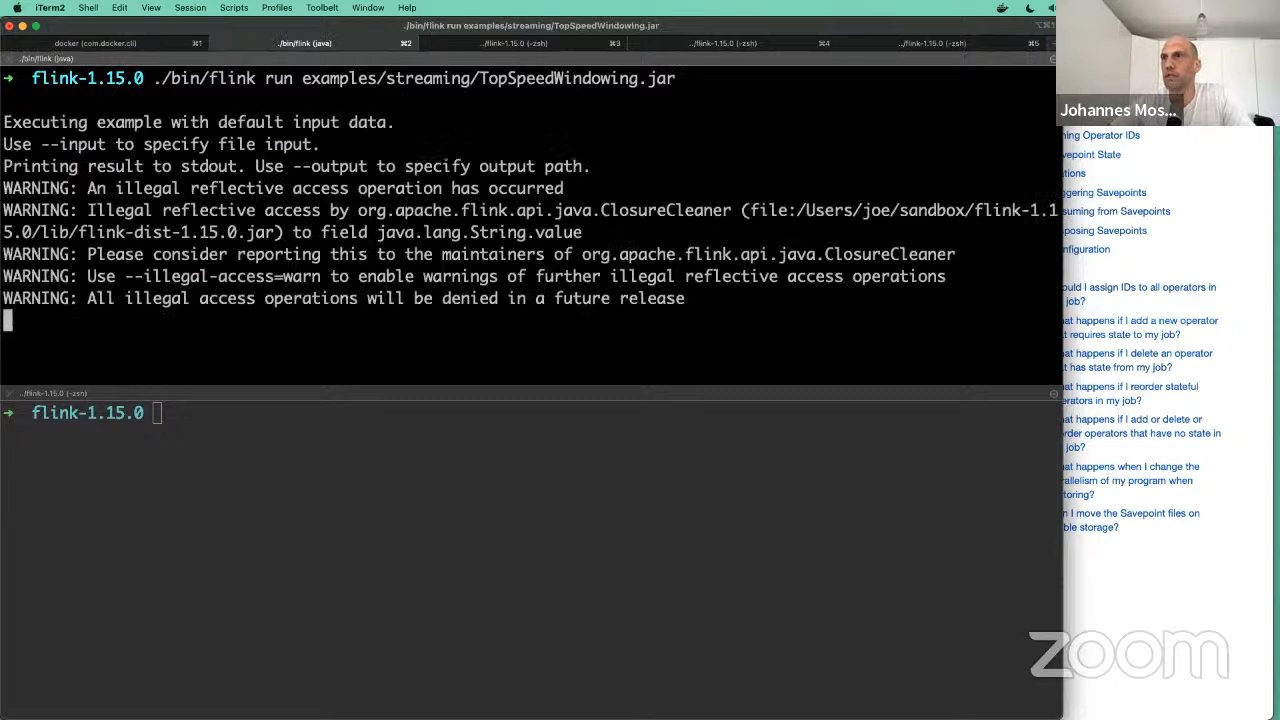 iTerm2 Shell Edit View Session Scripts Profiles Toolbelt Window Help
./bin/flink run examples/streaming/TopSpeedWindowing.jar
docker (com.docker.cli) ⌘1 ./bin/flink (java) ⌘2 ../flink-1.15.0 (-zsh) ⌘3 ../flink-1.15.0 (-zsh) ⌘4 ../flink-1.15.0 (-zsh) ⌘5
./bin/flink (java)
→ flink-1.15.0 ./bin/flink run examples/streaming/TopSpeedWindowing.jar
Executing example with default input data.
Use --input to specify file input.
Printing result to stdout. Use --output to specify output path.
WARNING: An illegal reflective access operation has occurred
WARNING: Illegal reflective access by org.apache.flink.api.java.ClosureCleaner (file:/Users/joe/sandbox/flink-1.1
5.0/lib/flink-dist-1.15.0.jar) to field java.lang.String.value
WARNING: Please consider reporting this to the maintainers of org.apache.flink.api.java.ClosureCleaner
WARNING: Use --illegal-access=warn to enable warnings of further illegal reflective access operations
WARNING: All illegal access operations will be denied in a future release
../flink-1.15.0 (-zsh)
→ flink-1.15.0
Johannes Mos...
ning Operator IDs
vepoint State
ations
ggering Savepoints
suming from Savepoints
posing Savepoints
nfiguration
ould I assign IDs to all operators in
job?
at happens if I add a new operator
t requires state to my job?
at happens if I delete an operator
t has state from my job?
at happens if I reorder stateful
erators in my job?
at happens if I add or delete or
rder operators that have no state in
job?
at happens when I change the
rallelism of my program when
toring?
n I move the Savepoint files on
ble storage?
zoom